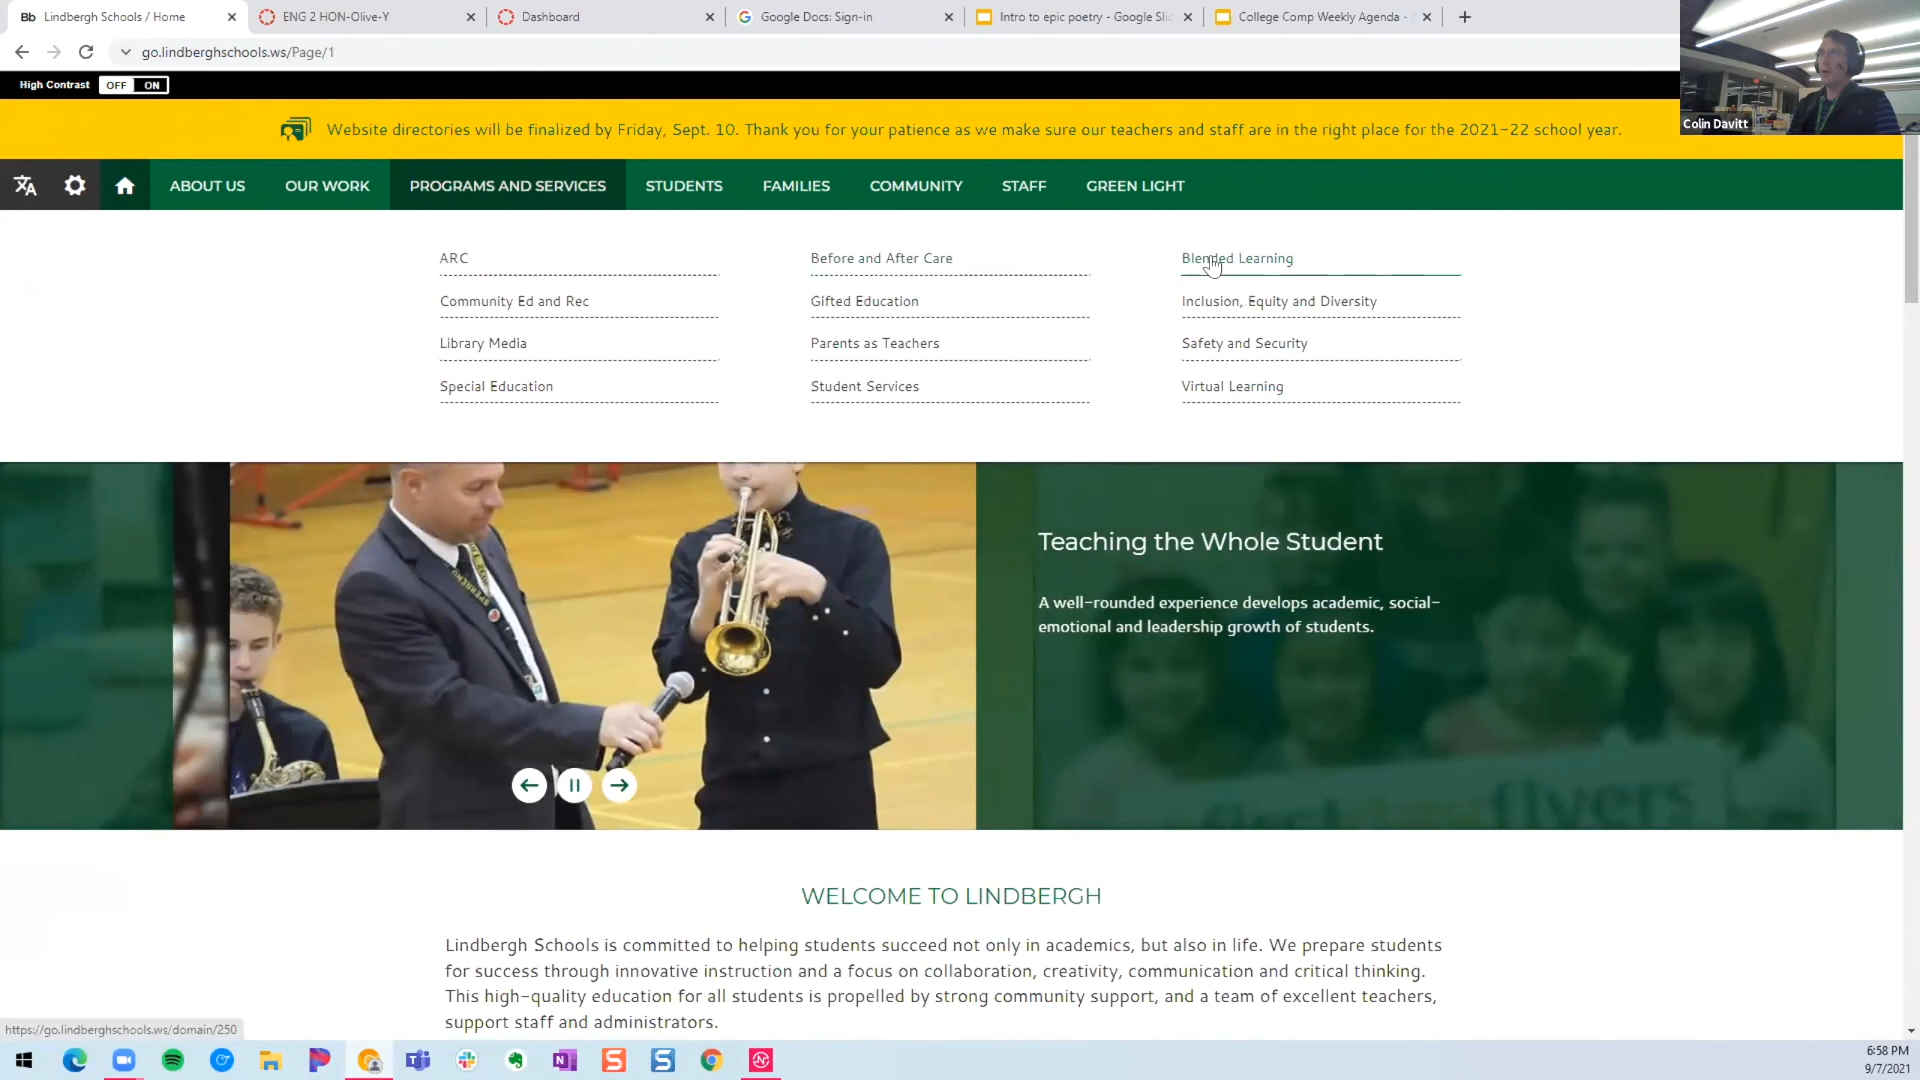 Bb Lindbergh Schools / Home
ENG 2 HON-Olive-Y
Dashboard
Google Docs: Sign-in
Intro to epic poetry - Google Slid
College Comp Weekly Agenda -
go.lindberghschools.ws/Page/1
High Contrast OFF ON
Colin Davitt
Website directories will be finalized by Friday, Sept. 10. Thank you for your patience as we make sure our teachers and staff are in the right place for the 2021-22 school year.
ABOUT US OUR WORK PROGRAMS AND SERVICES STUDENTS FAMILIES COMMUNITY STAFF GREEN LIGHT
ARC Before and After Care Blended Learning
Community Ed and Rec Gifted Education Inclusion, Equity and Diversity
Library Media Parents as Teachers Safety and Security
Special Education Student Services Virtual Learning
Teaching the Whole Student
A well-rounded experience develops academic, social-
emotional and leadership growth of students.
flyers
WELCOME TO LINDBERGH
Lindbergh Schools is committed to helping students succeed not only in academics, but also in life. We prepare students
for success through innovative instruction and a focus on collaboration, creativity, communication and critical thinking.
This high-quality education for all students is propelled by strong community support, and a team of excellent teachers,
support staff and administrators.
https://go.lindberghschools.ws/domain/250
6:58 PM
9/7/2021